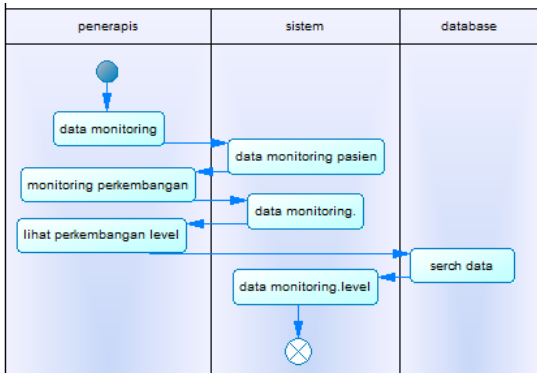 penerapis
sistem
database
data monitoring
data monitoring pasien
monitoring perkembangan
data monitoring.
lihat perkembangan level
serch data
data monitoring.level